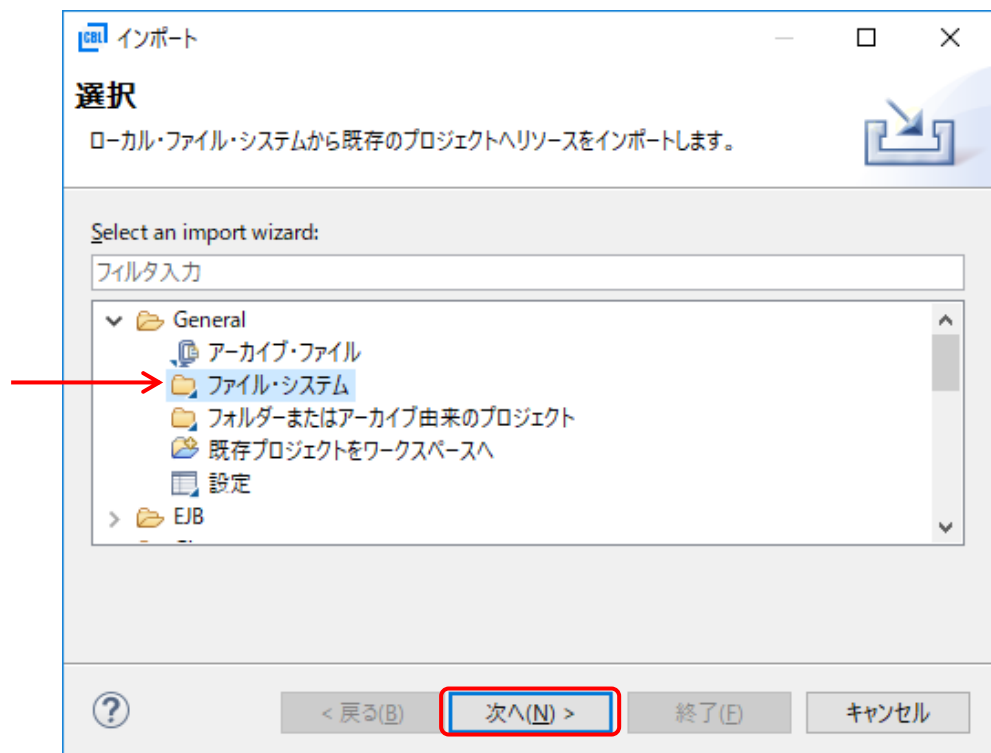 CBL インポート
選択
ローカル・ファイル・システムから既存のプロジェクトへリソースをインポートします。
Select an import wizard:
フィルタ入力
General
アーカイブ・ファイル
ファイル・システム
フォルダーまたはアーカイブ由来のプロジェクト
既存プロジェクトをワークスペースへ
設定
EJB
? < 戻る(B) 次へ(N) > 終了(F) キャンセル